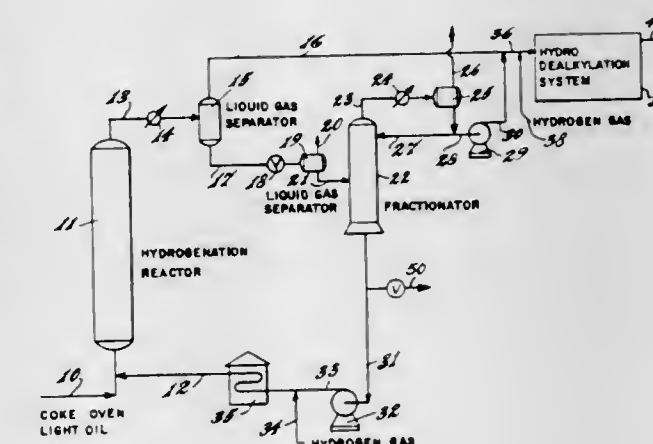 16
36
HYDRO
DEALKYLATION
SYSTEM
HYDROGEN GAS
38
30
26
25
24
23
13
14
15
LIQUID GAS
SEPARATOR
19
20
17
18
21
LIQUID GAS
SEPARATOR
27
28
29
22
FRACTIONATOR
11
HYDROGENATION
REACTOR
V
50
31
10
12
COKE OVEN
LIGHT OIL
35
33
34
32
HYDROGEN GAS